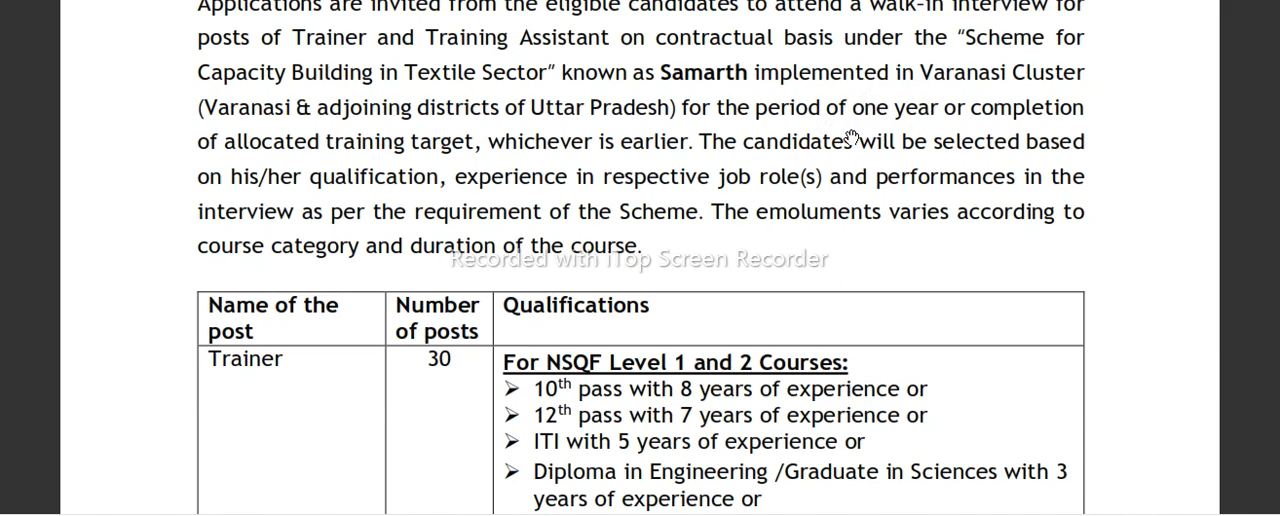 Applications are invited from the eligible candidates to attend a walk-in interview for
posts of Trainer and Training Assistant on contractual basis under the “Scheme for
Capacity Building in Textile Sector” known as Samarth implemented in Varanasi Cluster
(Varanasi & adjoining districts of Uttar Pradesh) for the period of one year or completion
of allocated training target, whichever is earlier. The candidates will be selected based
on his/her qualification, experience in respective job role(s) and performances in the
interview as per the requirement of the Scheme. The emoluments varies according to
course category and duration of the course.
Recorded with iTop Screen Recorder
Name of the post
Number of posts
Qualifications
Trainer
30
For NSQF Level 1 and 2 Courses:
➢ 10th pass with 8 years of experience or
➢ 12th pass with 7 years of experience or
➢ ITI with 5 years of experience or
➢ Diploma in Engineering /Graduate in Sciences with 3
years of experience or